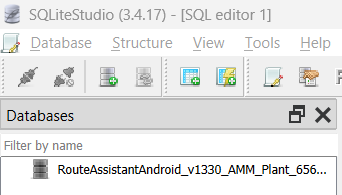 SQLiteStudio (3.4.17) - [SQL editor 1]
Database Structure View Tools Help
Databases
Filter by name
RouteAssistantAndroid_v1330_AMM_Plant_656...